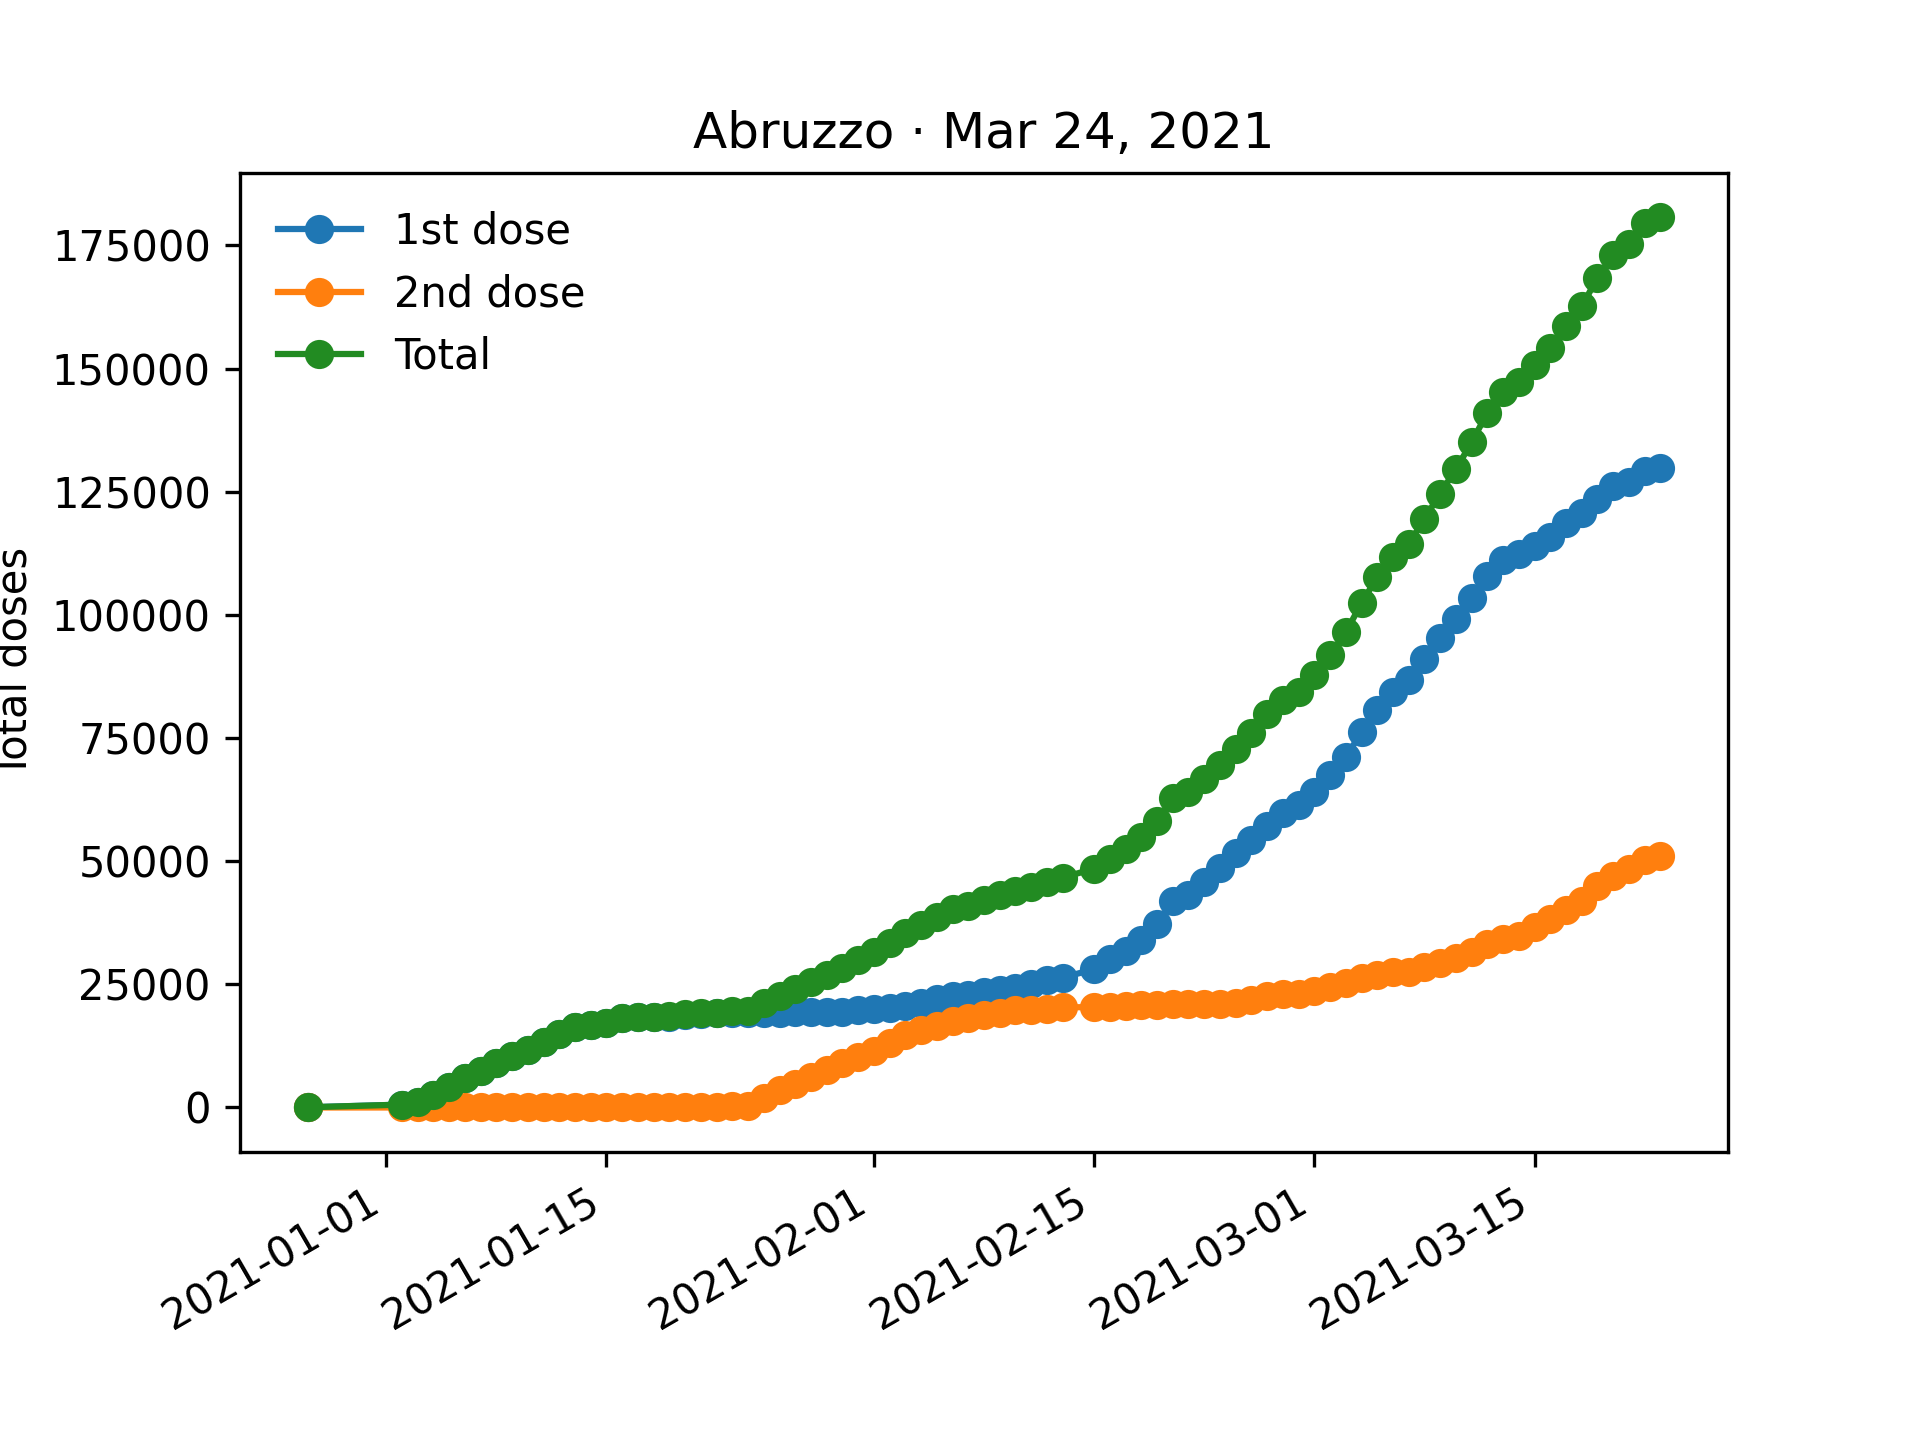 Abruzzo · Mar 24, 2021
1st dose
2nd dose
Total
Total doses
175000
150000
125000
100000
75000
50000
25000
0
2021-01-01
2021-01-15
2021-02-01
2021-02-15
2021-03-01
2021-03-15